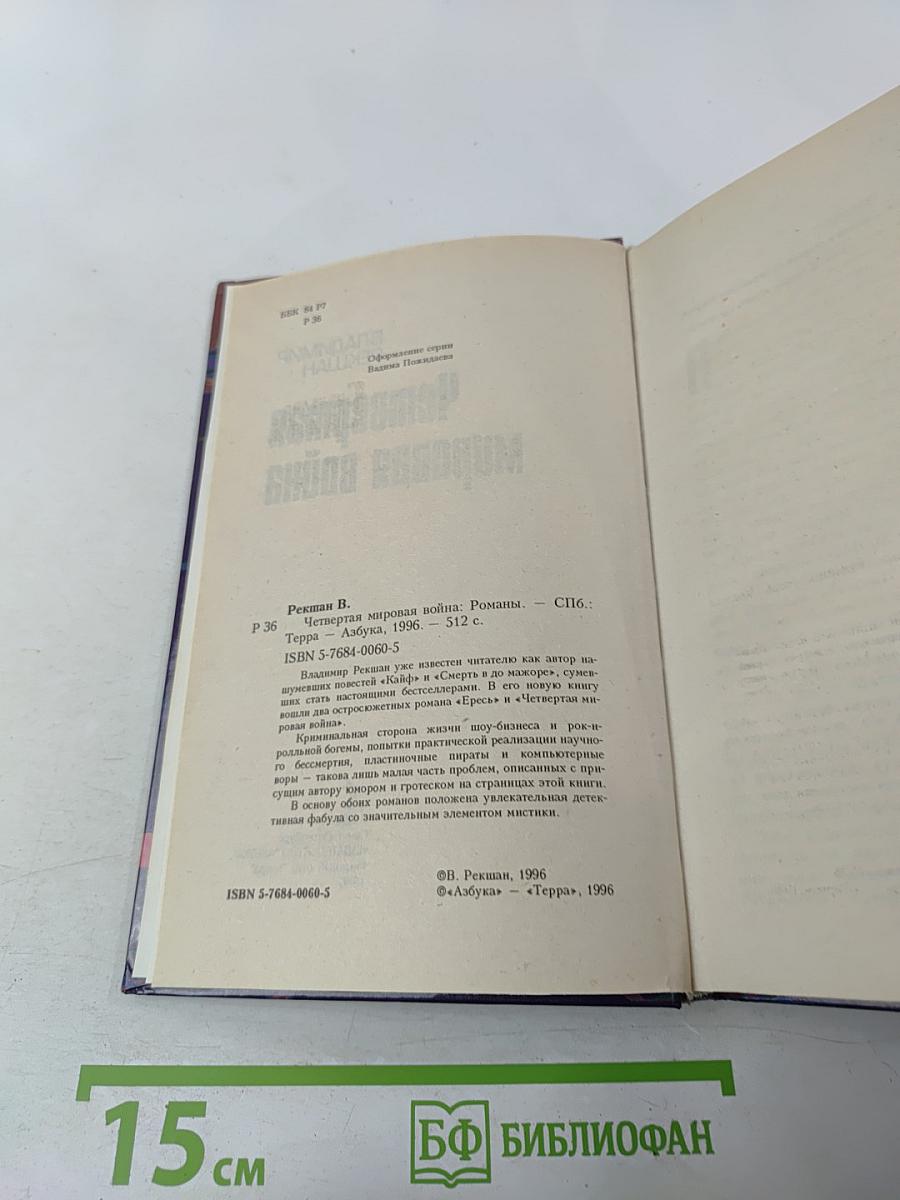 ББК 84 Р7
Р 36
Оформление серии
Вадима Пожидаева
Рекшан В.
Р 36
Четвертая мировая война: Романы. — СПб.:
Терра — Азбука, 1996. — 512 с.
ISBN 5-7684-0060-5
Владимир Рекшан уже известен читателю как автор на-
шумевших повестей «Кайф» и «Смерть в до мажоре», сумев-
ших стать настоящими бестселлерами. В его новую книгу
вошли два остросюжетных романа «Ересь» и «Четвертая ми-
ровая война».
Криминальная сторона жизчи шоу-бизнеса и рок-н-
ролльной богемы, попытки практической реализации научно-
го бессмертия, пластиночные пираты и компьютерные
воры — такова лишь малая часть проблем, описанных с при-
сущим автору юмором и гротеском на страницах этой книги.
В основу обоих романов положена увлекательная детек-
тивная фабула со значительным элементом мистики.
©В. Рекшан, 1996
ISBN 5-7684-0060-5
©«Азбука» — «Терра», 1996
15 см
БФ БИБЛИОФАН